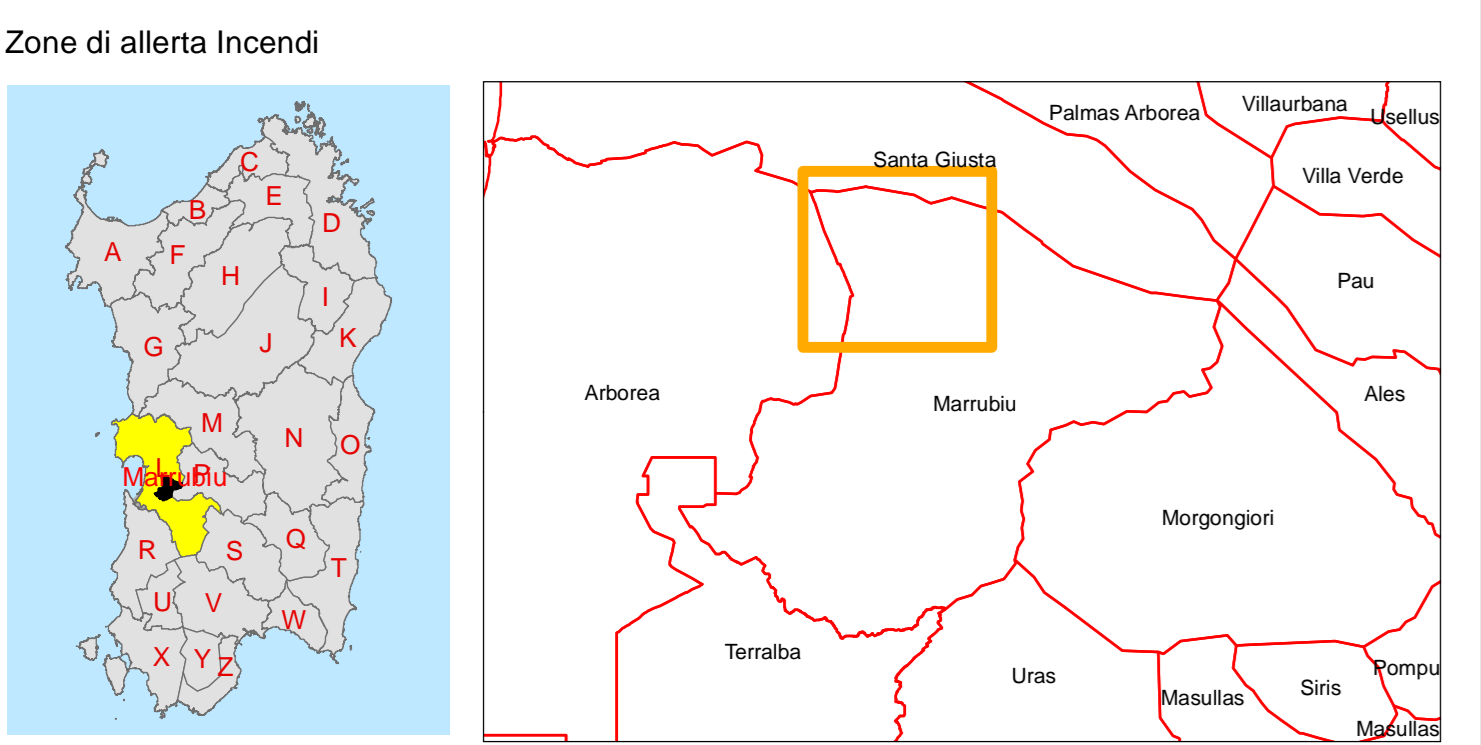 Zone di allerta Incendi
C
E
B
D
A
F
H
I
K
G
J
M
N
O
L
P
Marrubiu
R
S
Q
T
U
V
W
X
Y
Z
Palmas Arborea
Villaurbana
Usellus
Santa Giusta
Villa Verde
Pau
Arborea
Marrubiu
Ales
Morgongiori
Terralba
Uras
Masullas
Siris
Pompu
Masullas